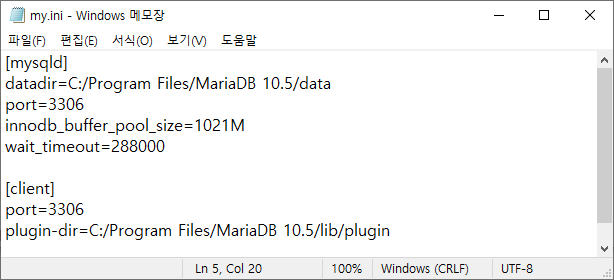 my.ini - Windows 메모장
파일(F) 편집(E) 서식(O) 보기(V) 도움말
[mysqld]
datadir=C:/Program Files/MariaDB 10.5/data
port=3306
innodb_buffer_pool_size=1021M
wait_timeout=288000

[client]
port=3306
plugin-dir=C:/Program Files/MariaDB 10.5/lib/plugin
Ln 5, Col 20 100% Windows (CRLF) UTF-8